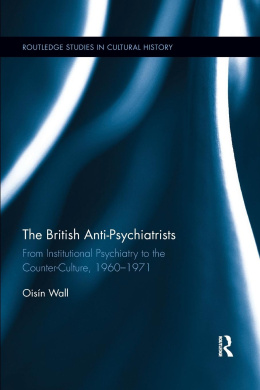 ROUTLEDGE STUDIES IN CULTURAL HISTORY
The British Anti-Psychiatrists
From Institutional Psychiatry to the
Counter-Culture, 1960–1971
Oisín Wall
ROUTLEDGE